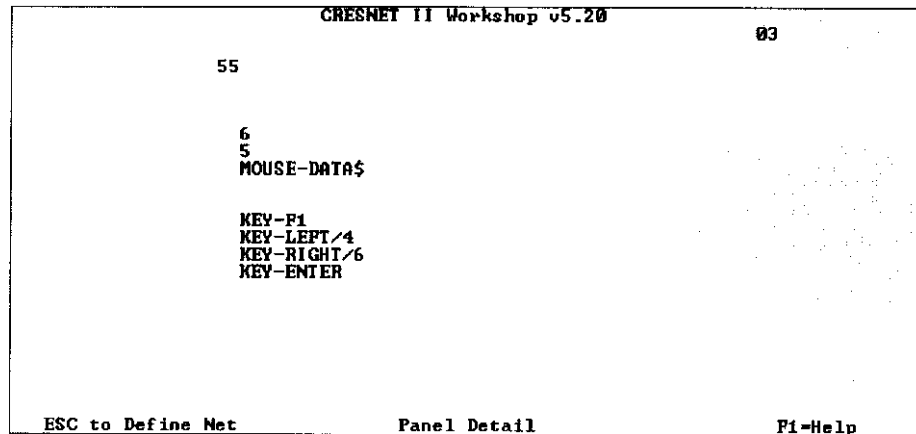 CRESNET II Workshop v5.20
03
55
6
5
MOUSE-DATA$
KEY-F1
KEY-LEFT/4
KEY-RIGHT/6
KEY-ENTER
ESC to Define Net Panel Detail F1=Help